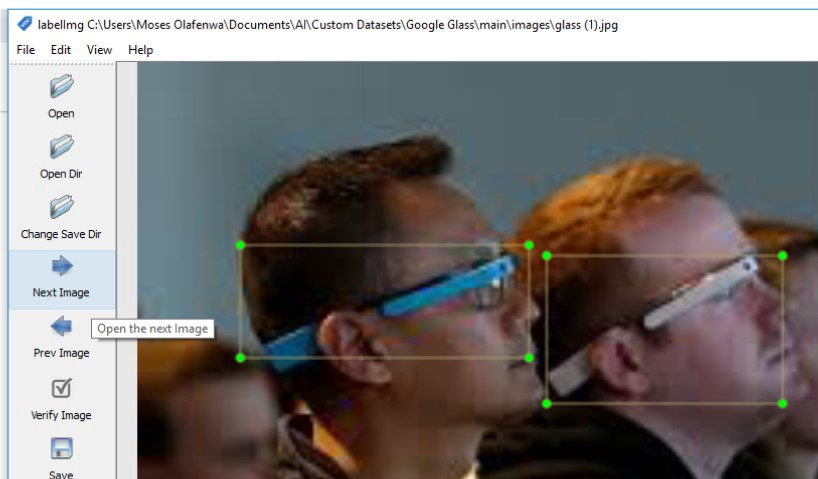 labelImg C:\Users\Moses Olafenwa\Documents\AI\Custom Datasets\Google Glass\main\images\glass (1).jpg
File Edit View Help
Open
Open Dir
Change Save Dir
Next Image
Open the next Image
Prev Image
Verify Image
Save